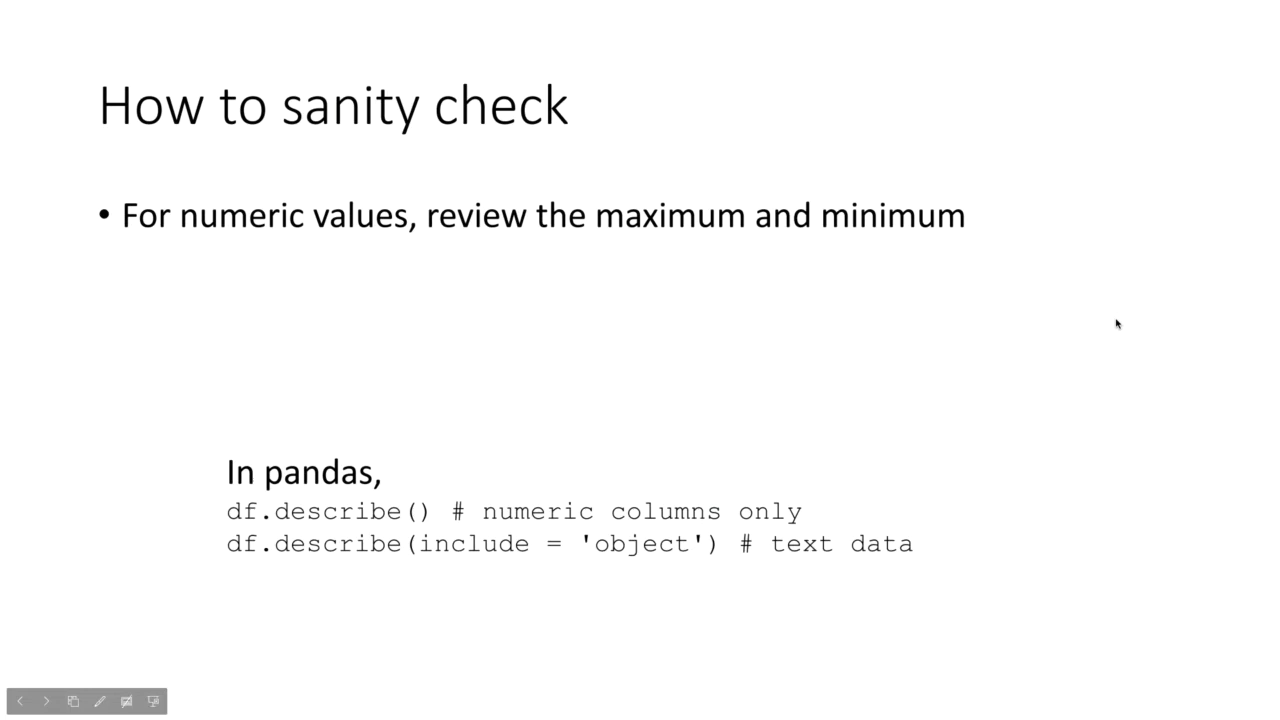 How to sanity check
• For numeric values, review the maximum and minimum
In pandas,
df.describe() # numeric columns only
df.describe(include = 'object') # text data